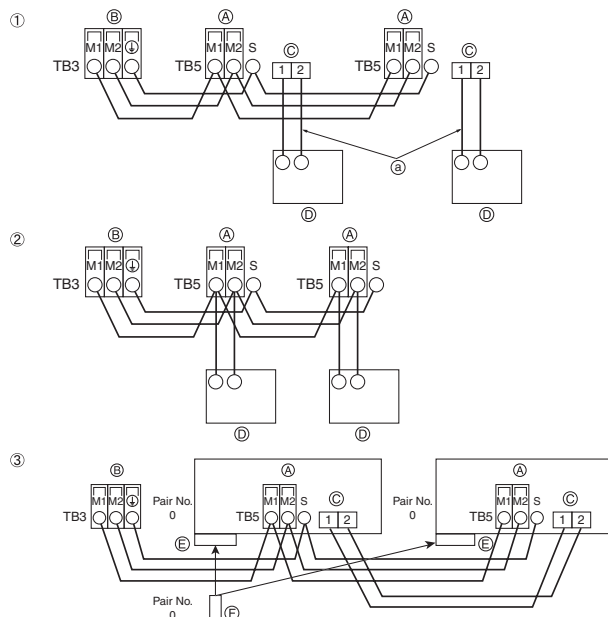 ①
Ⓑ Ⓐ Ⓐ
M1 M2 M1 M2 S Ⓒ M1 M2 S Ⓒ
TB3 TB5 1 2 TB5 1 2
ⓐ
Ⓓ Ⓓ
②
Ⓑ Ⓐ Ⓐ
M1 M2 M1 M2 S M1 M2 S
TB3 TB5 TB5
Ⓓ Ⓓ
③
Ⓑ Ⓐ Ⓐ
M1 M2 Pair No. 0 M1 M2 S Ⓒ Pair No. 0 M1 M2 S Ⓒ
TB3 TB5 1 2 TB5 1 2
Ⓔ Ⓔ
Pair No.
0 Ⓕ